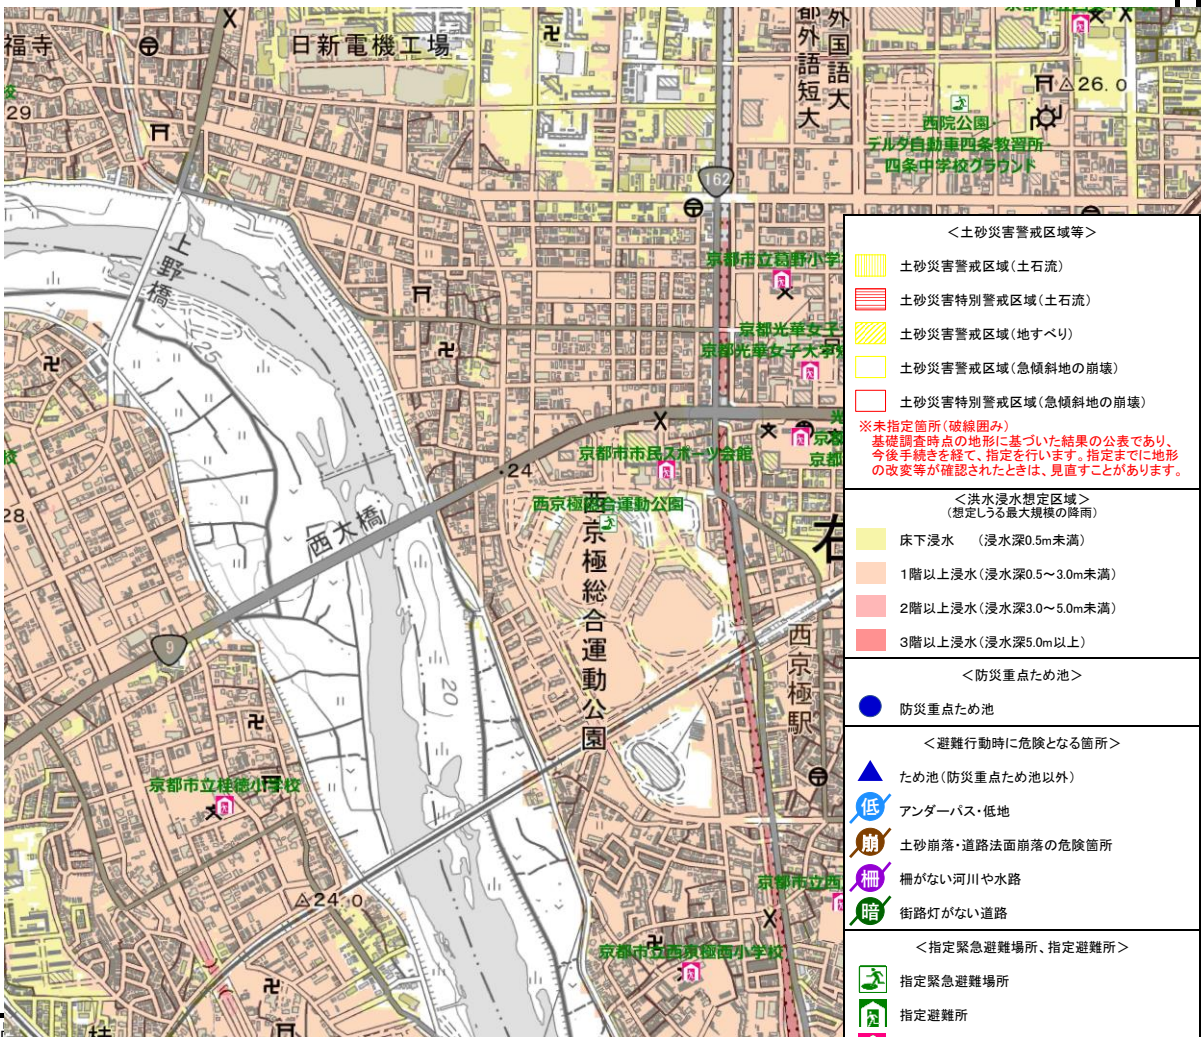 福寺
日新電機工場
都外語短大
外国語大
26.0
29
西院公園・
デルタ自動車四条教習所・
四条中学校グラウンド
162
上野橋
京都市立葛野小学
25
京都光華女子
京都光華女子大学
24
京都市市民スポーツ会館
西京極総合運動公園
西京極総合運動公園
28
西大橋
右
9
20
西京極駅
京都市立桂徳小学校
24.0
京都市立西
京都市立西京極西小学校
桂
＜土砂災害警戒区域等＞
土砂災害警戒区域(土石流)
土砂災害特別警戒区域(土石流)
土砂災害警戒区域(地すべり)
土砂災害警戒区域(急傾斜地の崩壊)
土砂災害特別警戒区域(急傾斜地の崩壊)
※未指定箇所(破線囲み)
基礎調査時点の地形に基づいた結果の公表であり、
今後手続きを経て、指定を行います。指定までに地形
の改変等が確認されたときは、見直すことがあります。
＜洪水浸水想定区域＞
(想定しうる最大規模の降雨)
床下浸水　(浸水深0.5m未満)
1階以上浸水(浸水深0.5～3.0m未満)
2階以上浸水(浸水深3.0～5.0m未満)
3階以上浸水(浸水深5.0m以上)
＜防災重点ため池＞
防災重点ため池
＜避難行動時に危険となる箇所＞
ため池(防災重点ため池以外)
低 アンダーパス・低地
崩 土砂崩落・道路法面崩落の危険箇所
柵 柵がない河川や水路
暗 街路灯がない道路
＜指定緊急避難場所、指定避難所＞
指定緊急避難場所
指定避難所